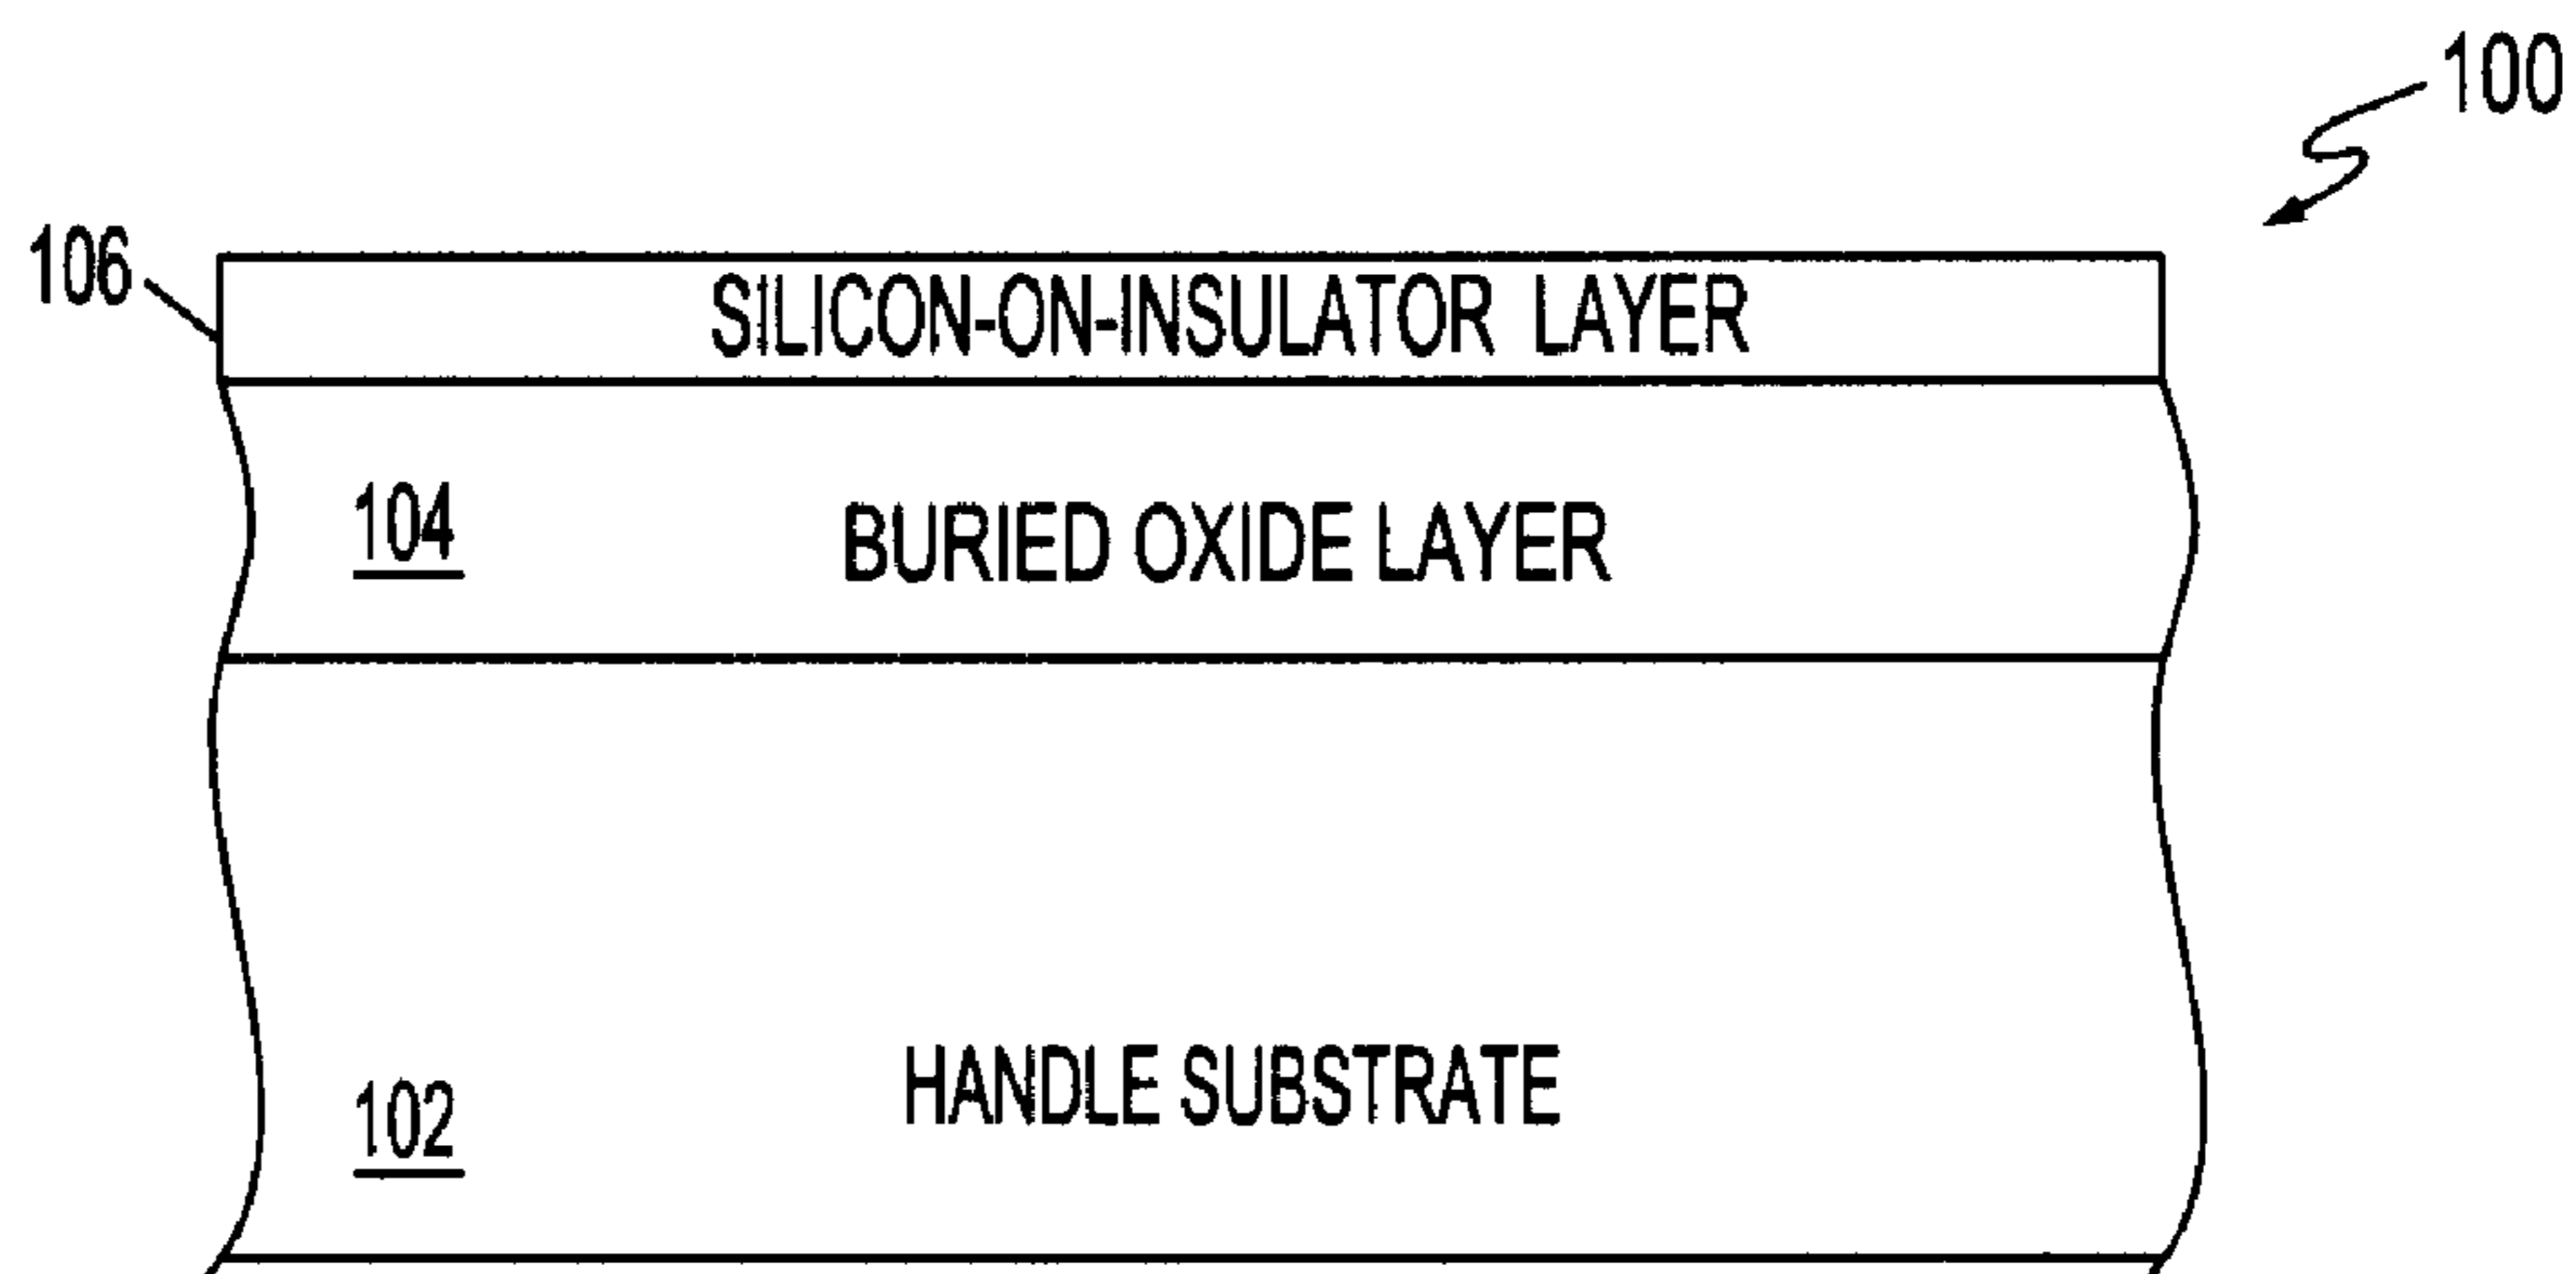 100
106
SILICON-ON-INSULATOR LAYER
104
BURIED OXIDE LAYER
HANDLE SUBSTRATE
102